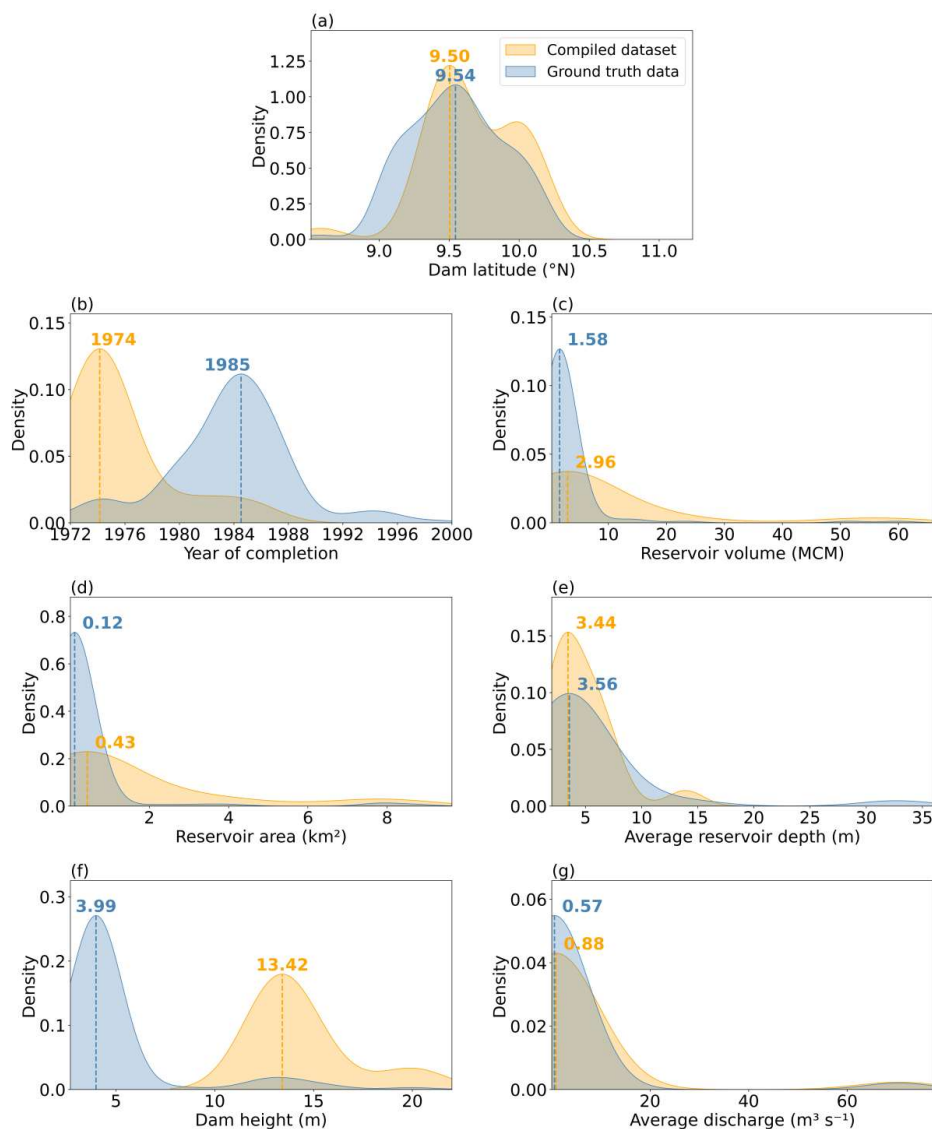 (a)
Compiled dataset
Ground truth data
9.50
9.54
1.25
1.00
0.75
0.50
0.25
0.00
Density
9.0 9.5 10.0 10.5 11.0
Dam latitude (°N)
(b)
1974
1985
0.15
0.10
0.05
0.00
Density
1972 1976 1980 1984 1988 1992 1996 2000
Year of completion
(c)
1.58
2.96
0.15
0.10
0.05
0.00
Density
10 20 30 40 50 60
Reservoir volume (MCM)
(d)
0.12
0.43
0.8
0.6
0.4
0.2
0.0
Density
2 4 6 8
Reservoir area (km²)
(e)
3.44
3.56
0.15
0.10
0.05
0.00
Density
5 10 15 20 25 30 35
Average reservoir depth (m)
(f)
3.99
13.42
0.3
0.2
0.1
0.0
Density
5 10 15 20
Dam height (m)
(g)
0.57
0.88
0.06
0.04
0.02
0.00
Density
20 40 60
Average discharge (m³ s⁻¹)